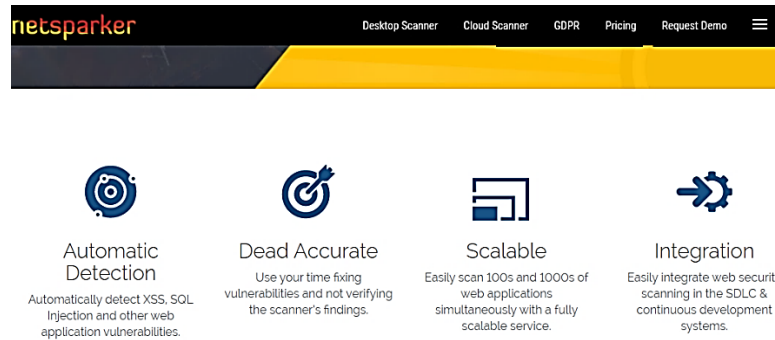 netsparker
Desktop Scanner Cloud Scanner GDPR Pricing Request Demo
Automatic
Detection
Automatically detect XSS, SQL
Injection and other web
application vulnerabilities.
Dead Accurate
Use your time fixing
vulnerabilities and not verifying
the scanner's findings.
Scalable
Easily scan 100s and 1000s of
web applications
simultaneously with a fully
scalable service.
Integration
Easily integrate web securit
scanning in the SDLC &
continuous development
systems.